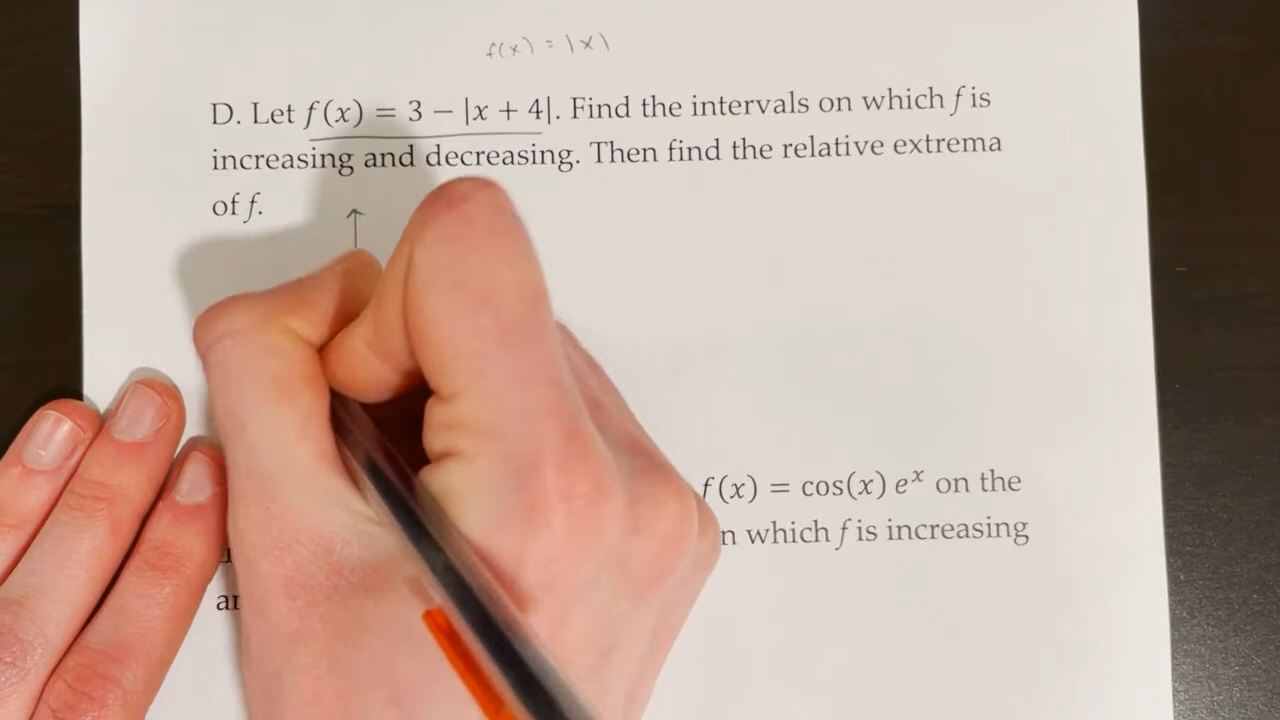 f(x) = |x|
D. Let f(x) = 3 − |x + 4|. Find the intervals on which f is
increasing and decreasing. Then find the relative extrema
of f.
f(x) = cos(x) eˣ on the
which f is increasing